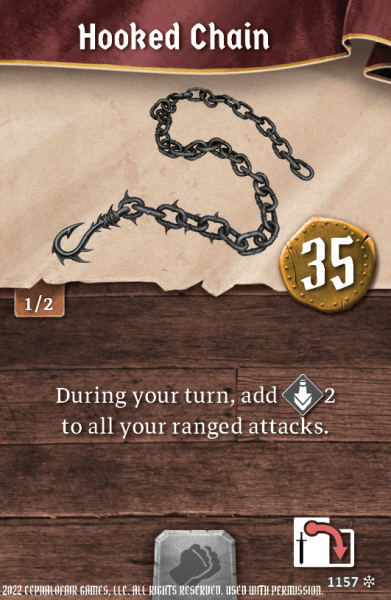 Hooked Chain
35
1/2
During your turn, add 2
to all your ranged attacks.
1157
2022 CEPHALOFAIR GAMES, LLC. ALL RIGHTS RESERVED. USED WITH PERMISSION.